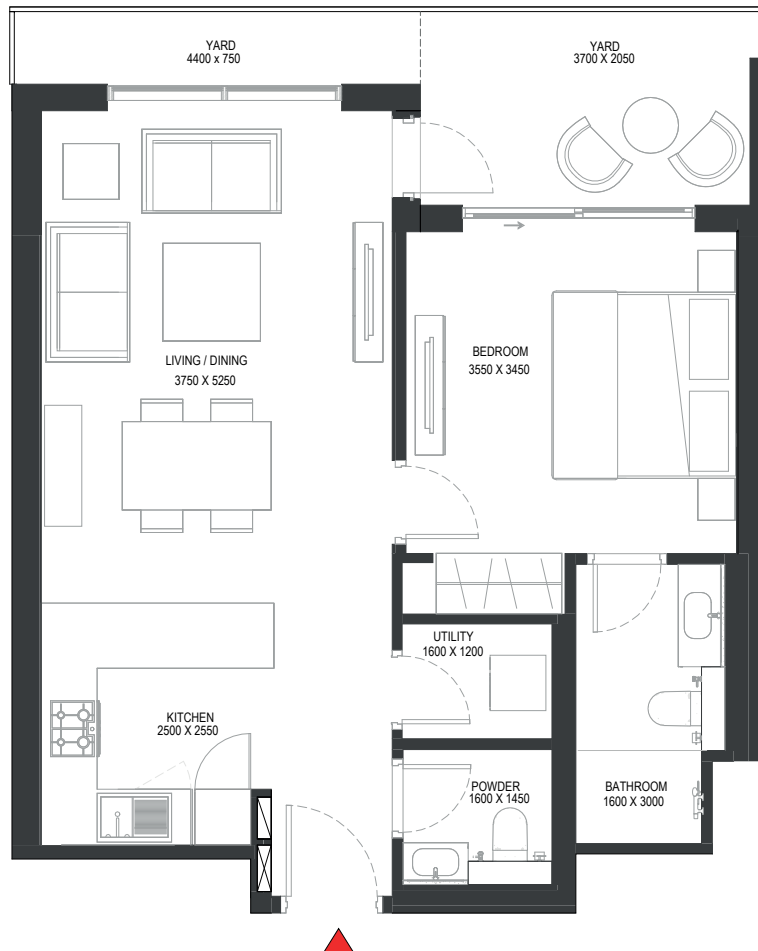 YARD
4400 x 750
YARD
3700 X 2050
LIVING / DINING
3750 X 5250
BEDROOM
3550 X 3450
UTILITY
1600 X 1200
KITCHEN
2500 X 2550
POWDER
1600 X 1450
BATHROOM
1600 X 3000